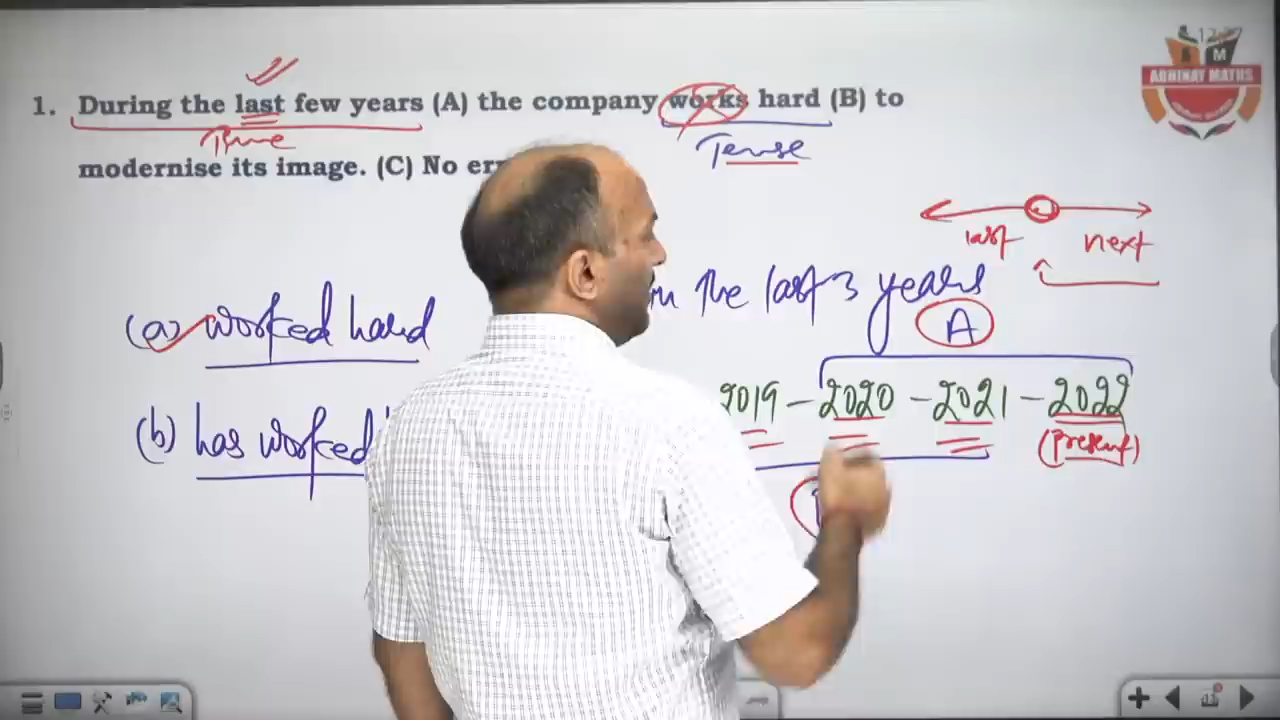 1. During the last few years (A) the company works hard (B) to
Time
Tense
modernise its image. (C) No
last next
(a) worked hard
the last 3 years
A
(b) has worked
2019 - 2020 - 2021 - 2022
(Present)
ABHINAY MATHS
M